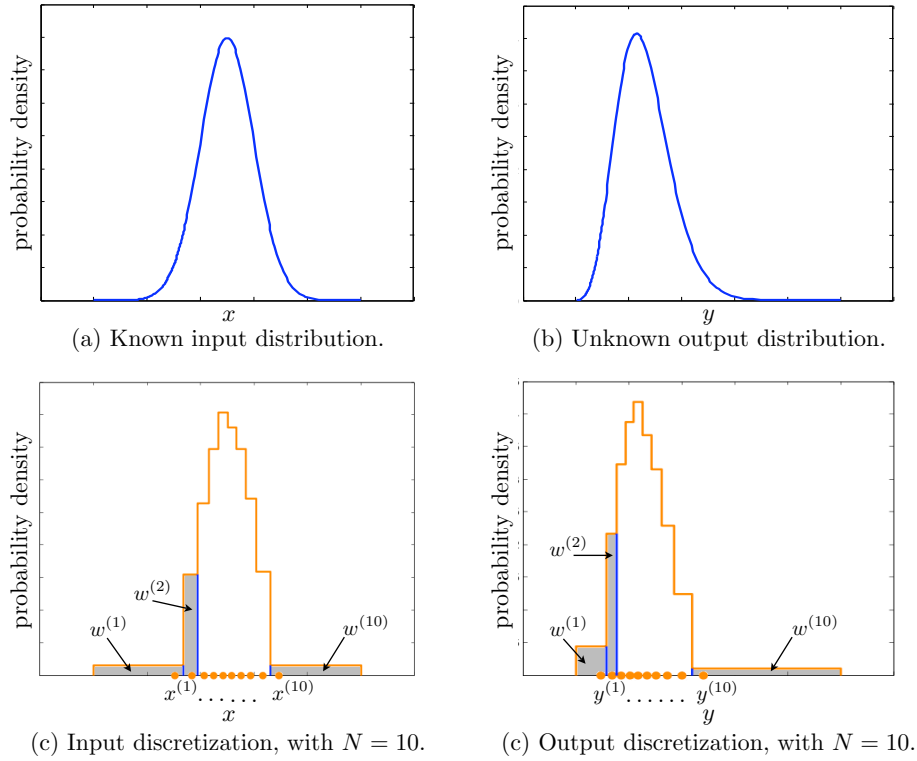 probability density
x
(a) Known input distribution.
probability density
y
(b) Unknown output distribution.
probability density
w^{(1)}
w^{(2)}
w^{(10)}
x^{(1)} ...... x^{(10)}
x
(c) Input discretization, with N = 10.
probability density
w^{(2)}
w^{(1)}
w^{(10)}
y^{(1)} ...... y^{(10)}
y
(c) Output discretization, with N = 10.